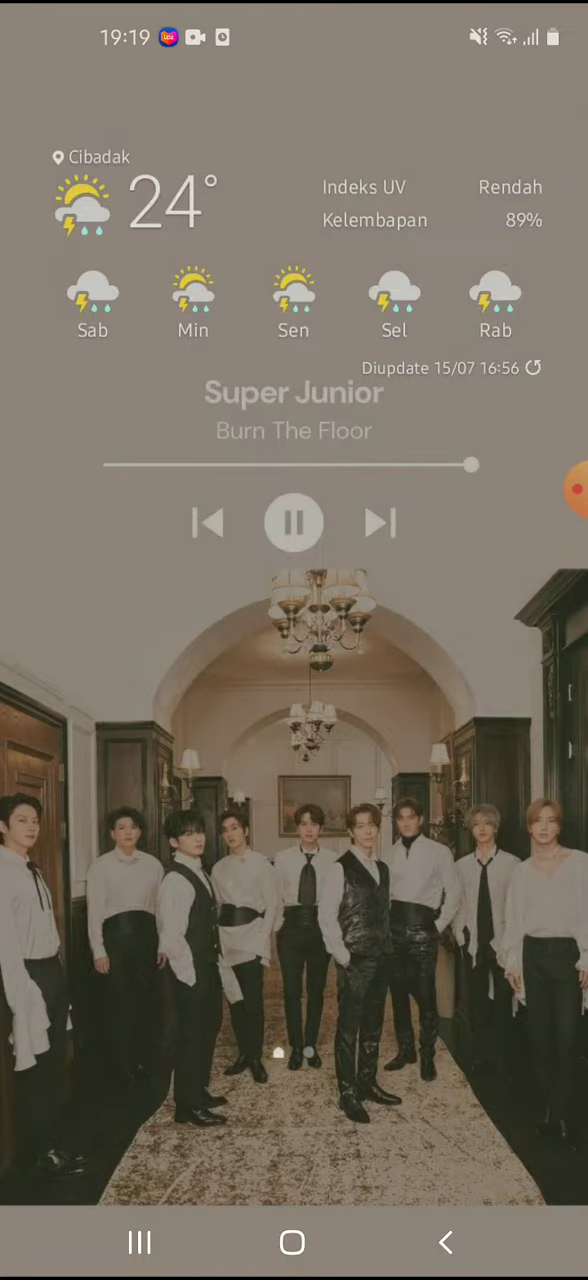 19:19
Cibadak
24°
Indeks UV Rendah
Kelembapan 89%
Sab Min Sen Sel Rab
Diupdate 15/07 16:56
Super Junior
Burn The Floor